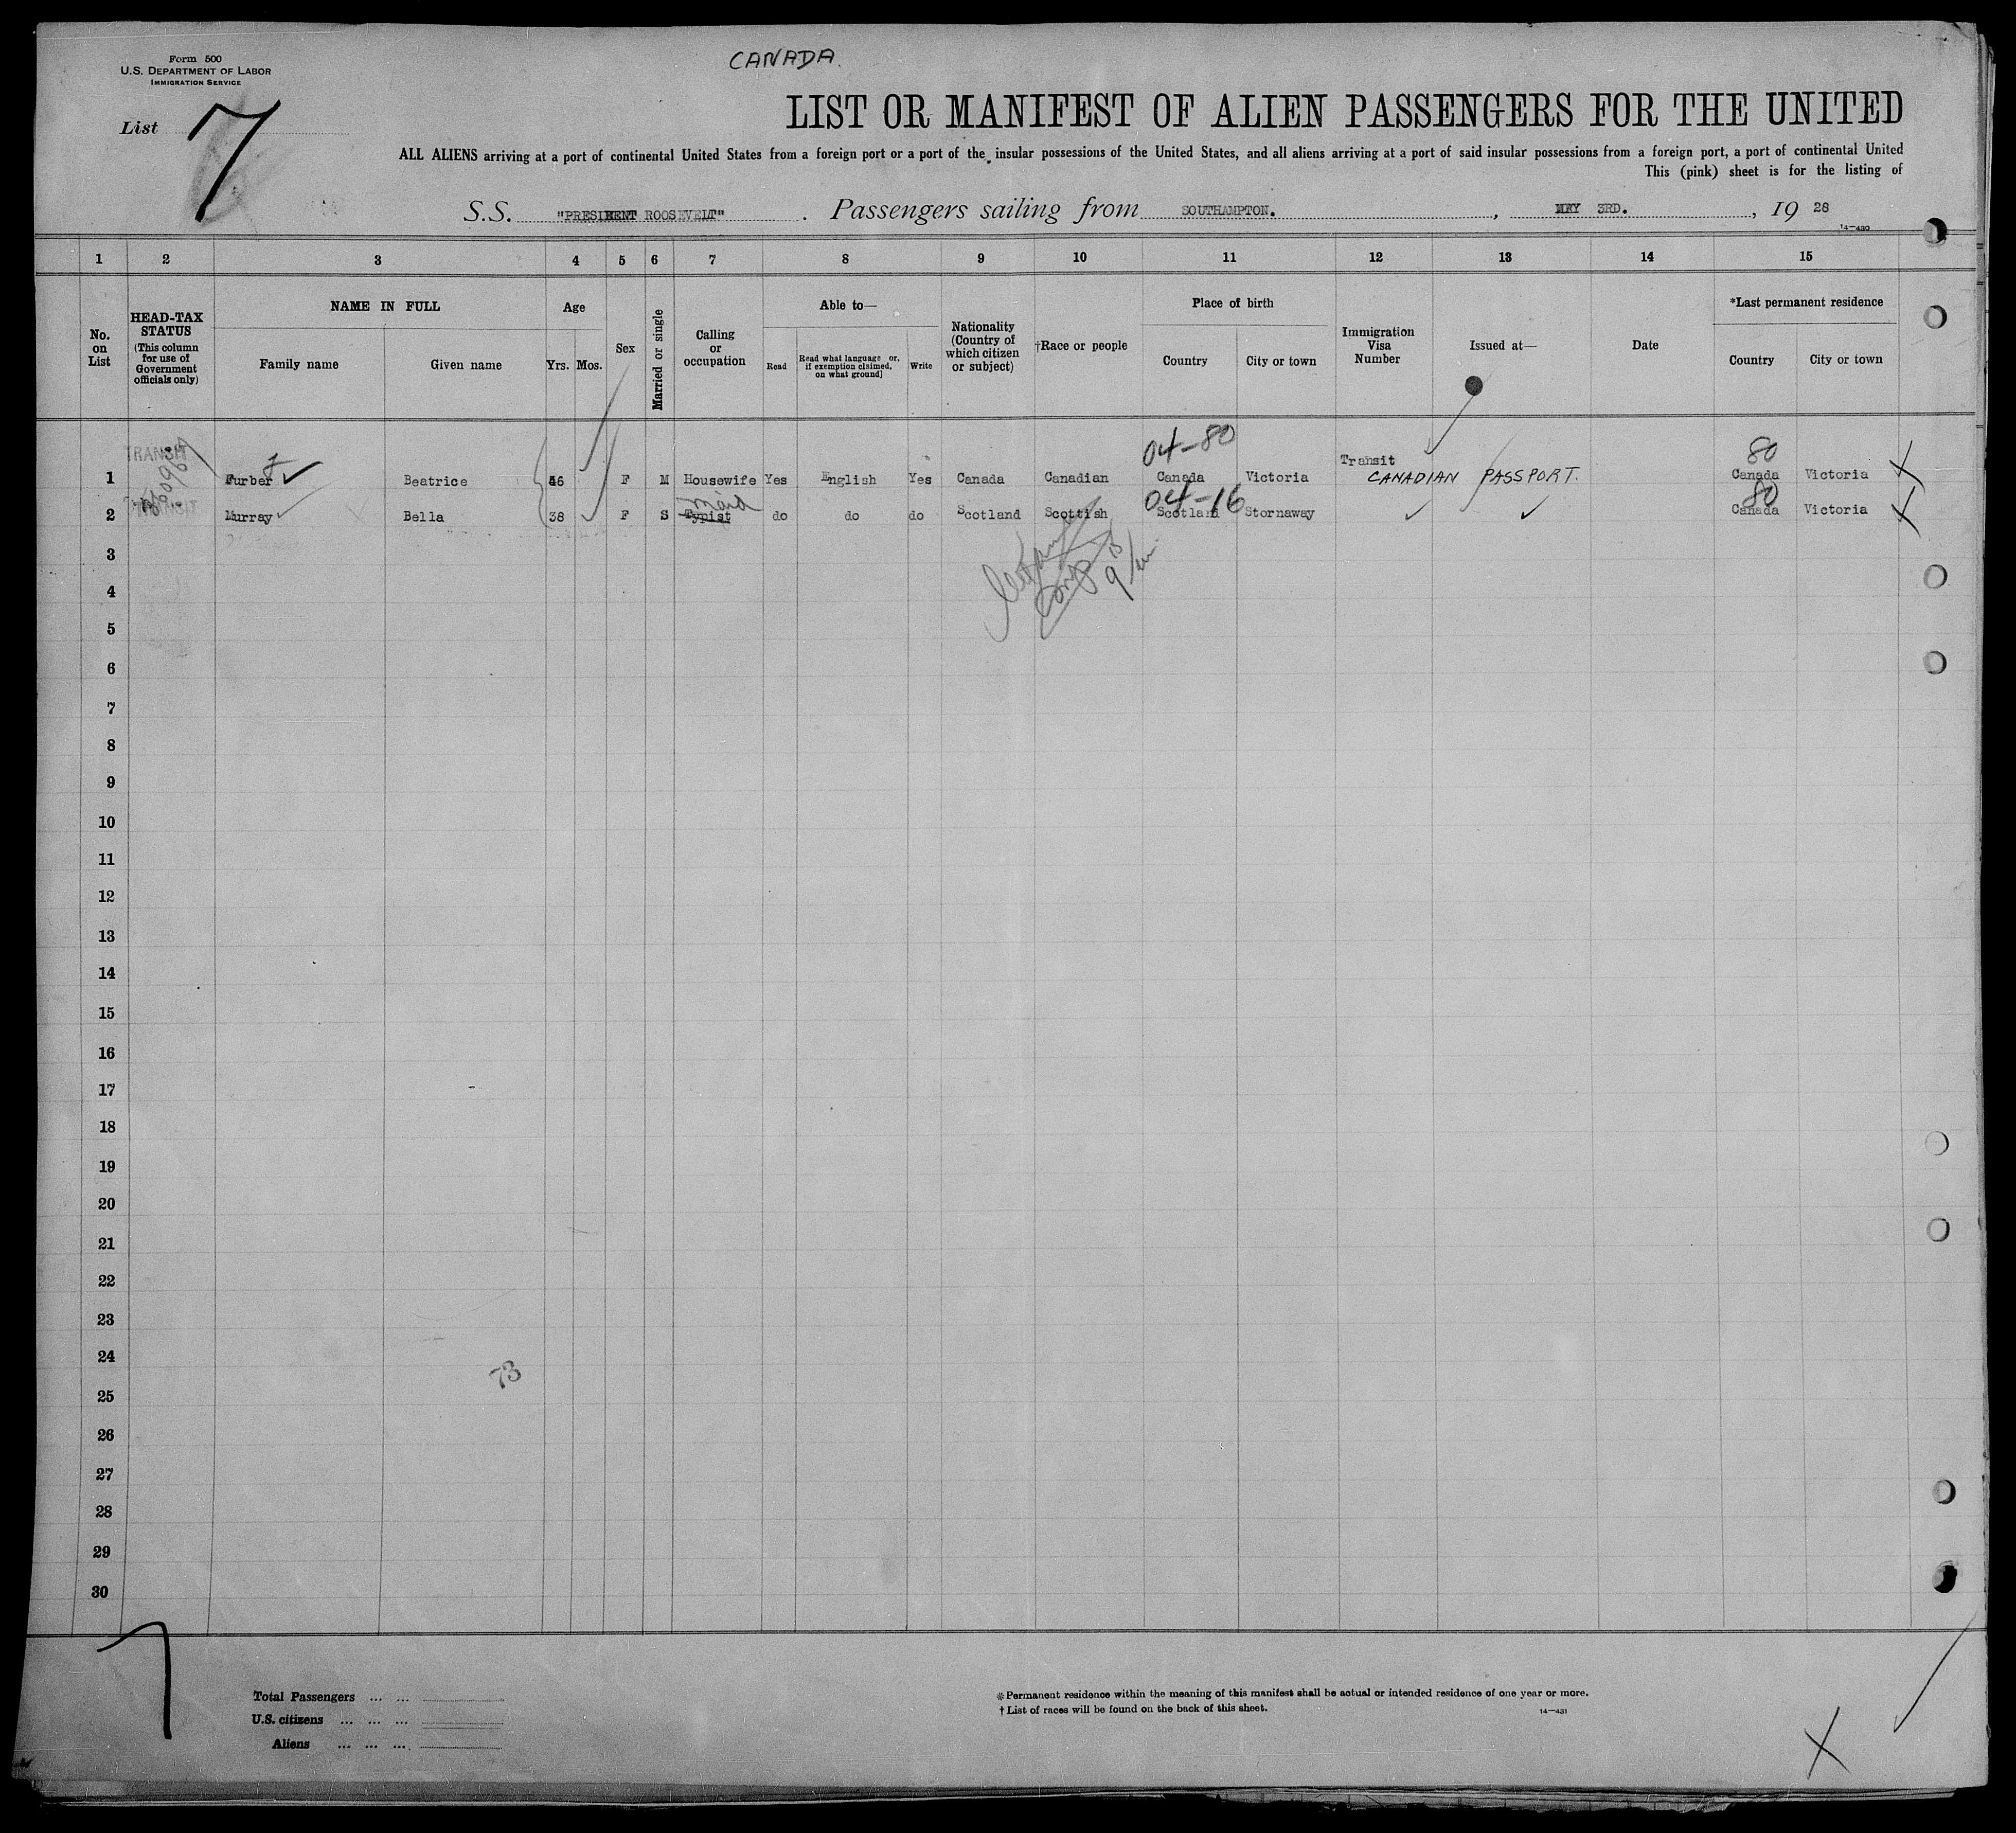 Form 500
U.S. DEPARTMENT OF LABOR
IMMIGRATION SERVICE
CANADA.
List 7
LIST OR MANIFEST OF ALIEN PASSENGERS FOR THE UNITED
ALL ALIENS arriving at a port of continental United States from a foreign port or a port of the insular possessions of the United States, and all aliens arriving at a port of said insular possessions from a foreign port, a port of continental United
This (pink) sheet is for the listing of
S.S. "PRESIDENT ROOSEVELT". Passengers sailing from SOUTHAMPTON., MAY 3RD., 19 28
14—430
1 2 3 4 5 6 7 8 9 10 11 12 13 14 15
No. on List
HEAD-TAX STATUS (This column for use of Government officials only)
NAME IN FULL
Family name Given name
Age
Yrs. Mos.
Sex
Married or single
Calling or occupation
Able to—
Read Read what language or, if exemption claimed, on what ground] Write
Nationality (Country of which citizen or subject)
†Race or people
Place of birth
Country City or town
Immigration Visa Number
Issued at—
Date
*Last permanent residence
Country City or town
TRANSIT 04-80 Transit 80
1 Furber Beatrice 46 F M Housewife Yes English Yes Canada Canadian Canada Victoria CANADIAN PASSPORT. Canada Victoria
TRANSIT Maid 04-16 80
2 Murray Bella 38 F S Typist do do do Scotland Scottish Scotland Stornaway Canada Victoria
3
4
5
6
7
8
9
10
11
12
13
14
15
16
17
18
19
20
21
22
23
24
73
25
26
27
28
29
30
7
Total Passengers ... ...
U.S. citizens ... ... ...
Aliens ... ... ...
* Permanent residence within the meaning of this manifest shall be actual or intended residence of one year or more.
† List of races will be found on the back of this sheet.
14—431